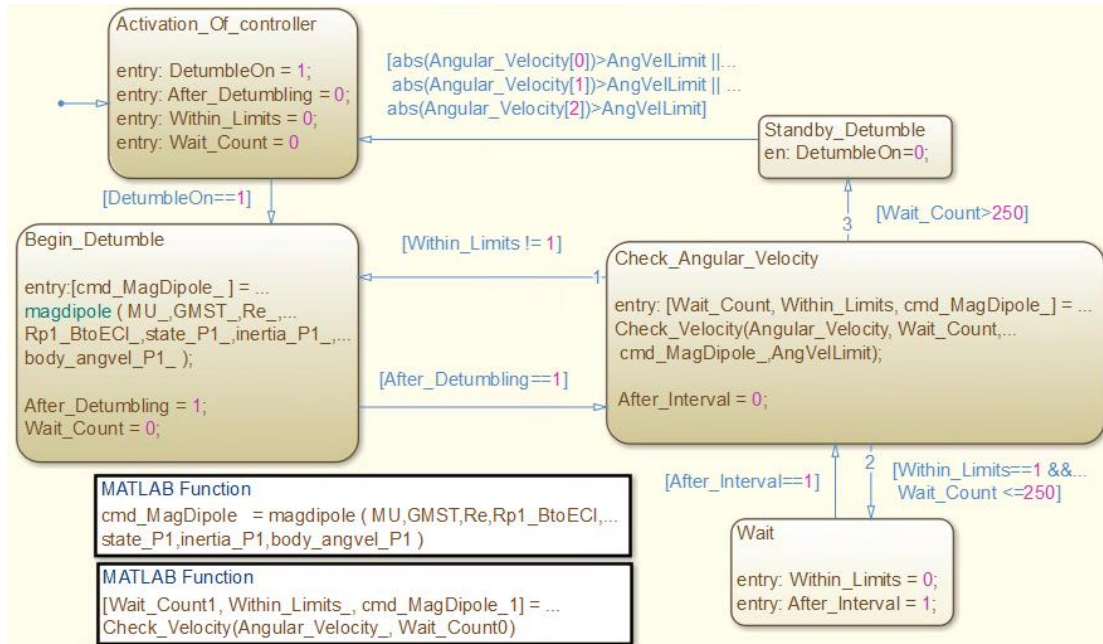 Activation_Of_controller
entry: DetumbleOn = 1;
entry: After_Detumbling = 0;
entry: Within_Limits = 0;
entry: Wait_Count = 0
[abs(Angular_Velocity[0])>AngVelLimit ||...
abs(Angular_Velocity[1])>AngVelLimit || ...
abs(Angular_Velocity[2])>AngVelLimit]
Standby_Detumble
en: DetumbleOn=0;
[DetumbleOn==1]
[Wait_Count>250]
3
Begin_Detumble
entry:[cmd_MagDipole_ ] = ...
magdipole ( MU_,GMST_,Re_,...
Rp1_BtoECI_,state_P1_,inertia_P1_,...
body_angvel_P1_ );
After_Detumbling = 1;
Wait_Count = 0;
[Within_Limits != 1]
1
[After_Detumbling==1]
Check_Angular_Velocity
entry: [Wait_Count, Within_Limits, cmd_MagDipole_] = ...
Check_Velocity(Angular_Velocity, Wait_Count,...
cmd_MagDipole_,AngVelLimit);
After_Interval = 0;
[After_Interval==1]
2
[Within_Limits==1 &&...
Wait_Count <=250]
Wait
entry: Within_Limits = 0;
entry: After_Interval = 1;
MATLAB Function
cmd_MagDipole = magdipole ( MU,GMST,Re,Rp1_BtoECI,...
state_P1,inertia_P1,body_angvel_P1 )
MATLAB Function
[Wait_Count1, Within_Limits_, cmd_MagDipole_1] = ...
Check_Velocity(Angular_Velocity_, Wait_Count0)